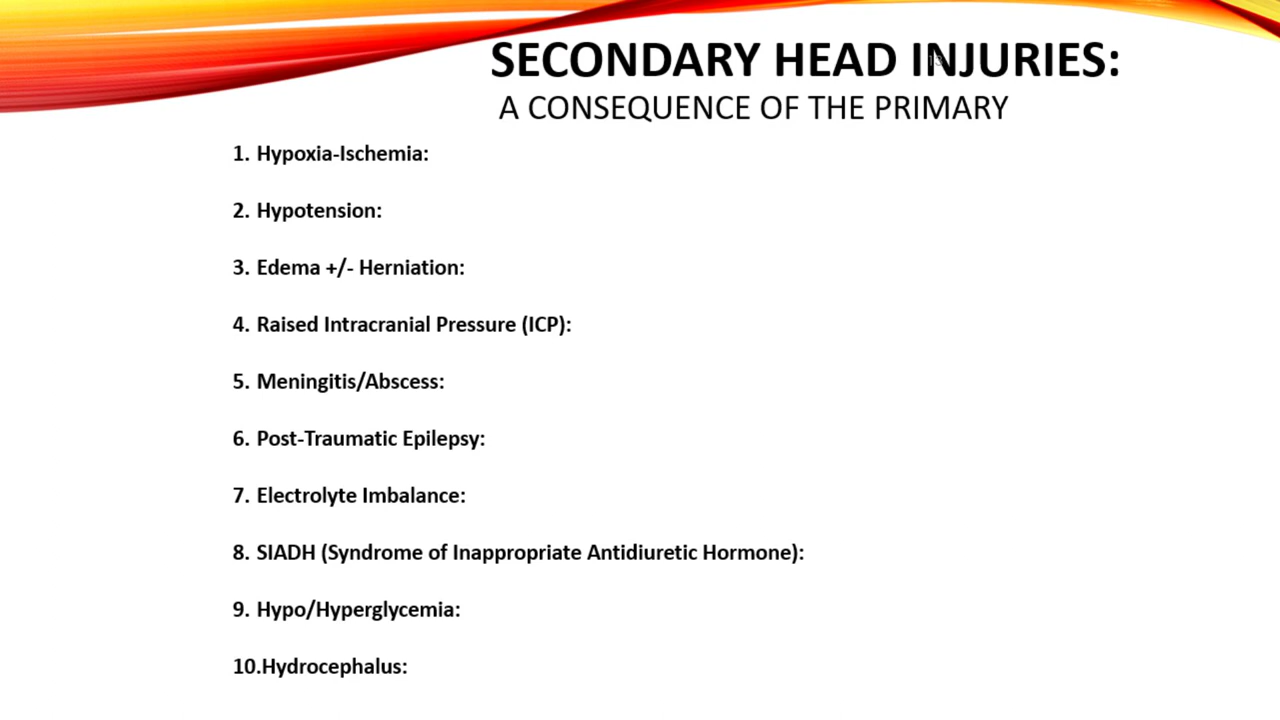 SECONDARY HEAD INJURIES:
A CONSEQUENCE OF THE PRIMARY
1. Hypoxia-Ischemia:
2. Hypotension:
3. Edema +/- Herniation:
4. Raised Intracranial Pressure (ICP):
5. Meningitis/Abscess:
6. Post-Traumatic Epilepsy:
7. Electrolyte Imbalance:
8. SIADH (Syndrome of Inappropriate Antidiuretic Hormone):
9. Hypo/Hyperglycemia:
10.Hydrocephalus: